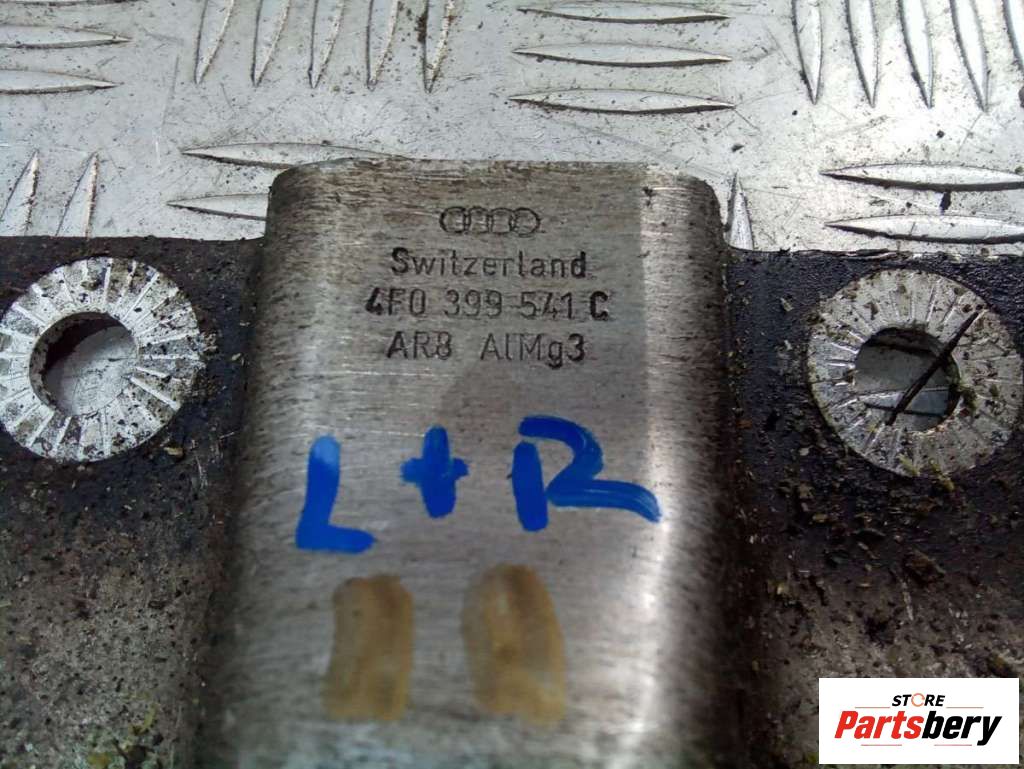 Switzerland
4F0 399 541 C
AR8 AlMg3
L+R
STORE
Partsbery